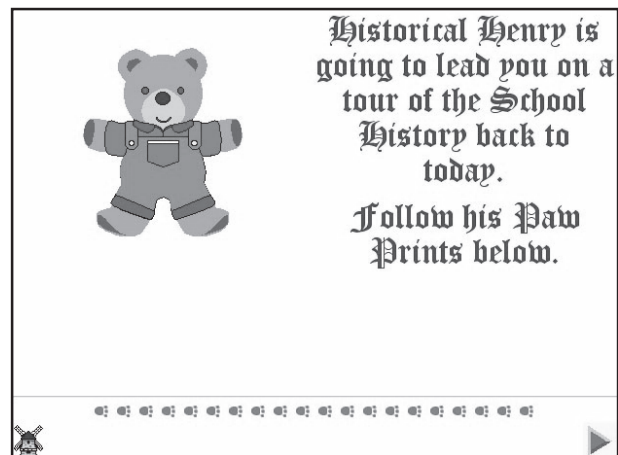 Historical Henry is
going to lead you on a
tour of the School
History back to
today.
Follow his Paw
Prints below.